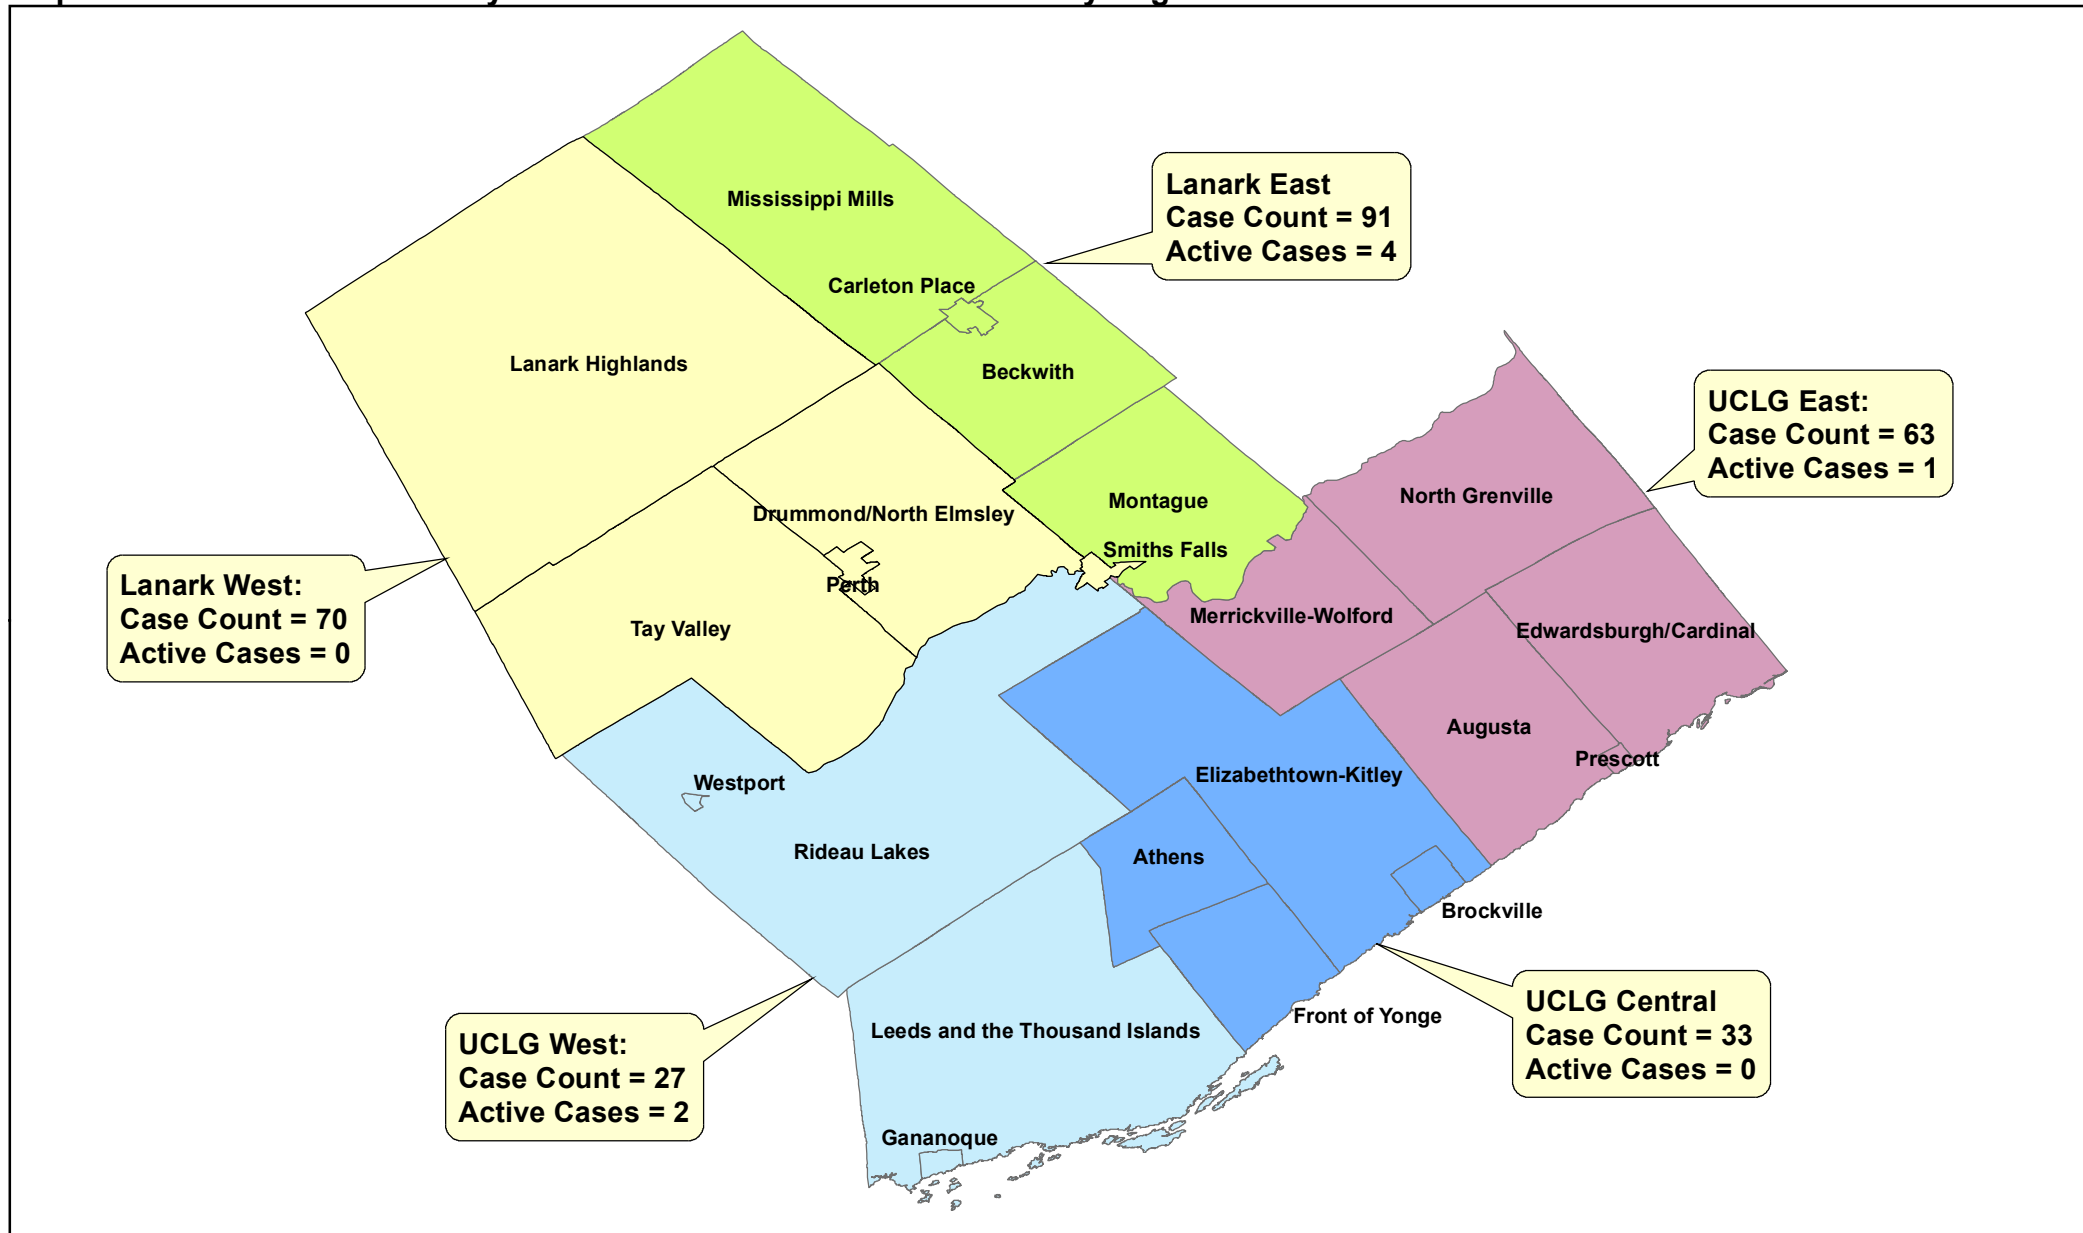 Mississippi Mills
Lanark East
Case Count = 91
Active Cases = 4
Carleton Place
Lanark Highlands
Beckwith
UCLG East:
Case Count = 63
Active Cases = 1
North Grenville
Montague
Drummond/North Elmsley
Smiths Falls
Perth
Lanark West:
Case Count = 70
Active Cases = 0
Tay Valley
Merrickville-Wolford
Edwardsburgh/Cardinal
Augusta
Prescott
Elizabethtown-Kitley
Westport
Rideau Lakes
Athens
Brockville
UCLG Central
Case Count = 33
Active Cases = 0
Front of Yonge
Leeds and the Thousand Islands
UCLG West:
Case Count = 27
Active Cases = 2
Gananoque